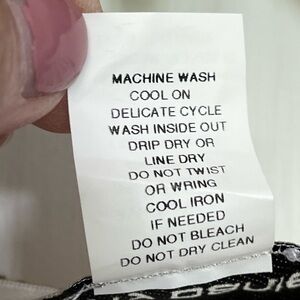 MACHINE WASH
COOL ON
DELICATE CYCLE
WASH INSIDE OUT
DRIP DRY OR
LINE DRY
DO NOT TWIST
OR WRING
COOL IRON
IF NEEDED
DO NOT BLEACH
DO NOT DRY CLEAN